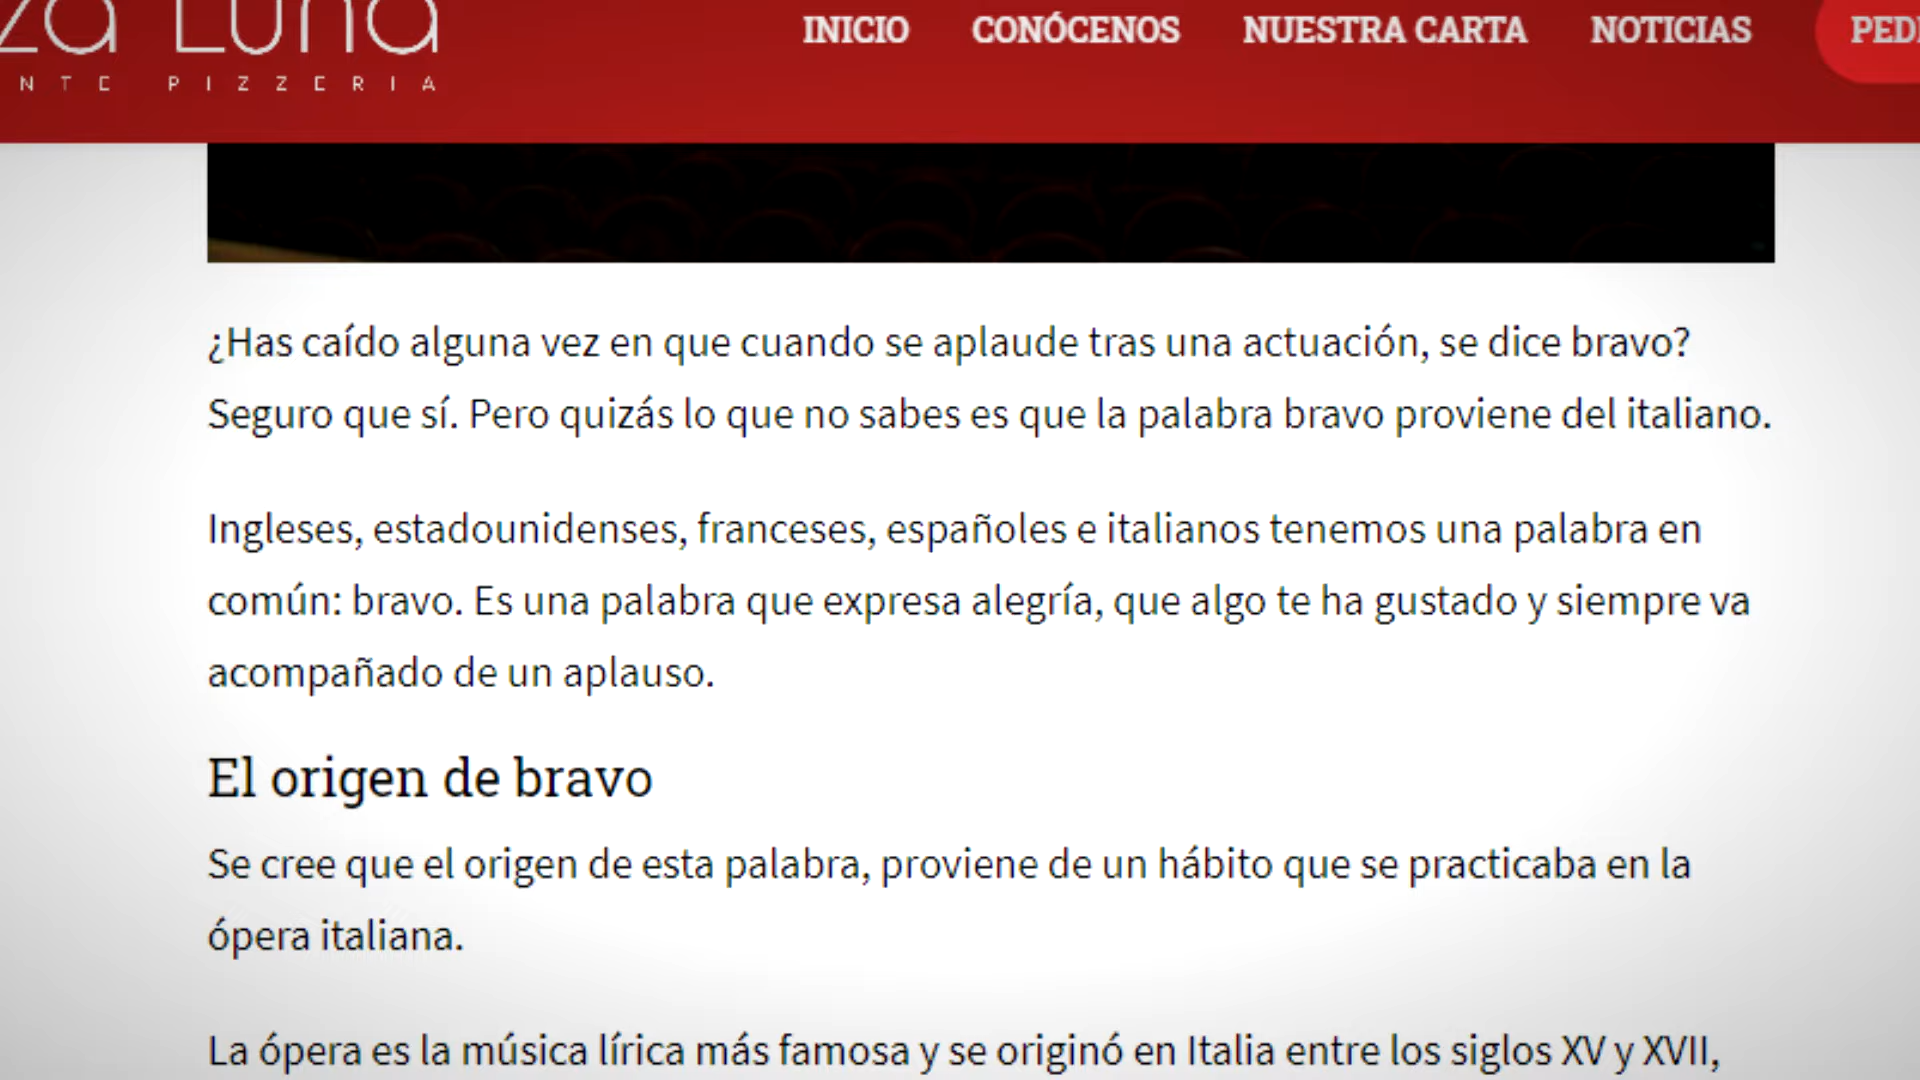 Luna
PIZZERIA
INICIO CONÓCENOS NUESTRA CARTA NOTICIAS
¿Has caído alguna vez en que cuando se aplaude tras una actuación, se dice bravo?
Seguro que sí. Pero quizás lo que no sabes es que la palabra bravo proviene del italiano.
Ingleses, estadounidenses, franceses, españoles e italianos tenemos una palabra en
común: bravo. Es una palabra que expresa alegría, que algo te ha gustado y siempre va
acompañado de un aplauso.
El origen de bravo
Se cree que el origen de esta palabra, proviene de un hábito que se practicaba en la
ópera italiana.
La ópera es la música lírica más famosa y se originó en Italia entre los siglos XV y XVII,